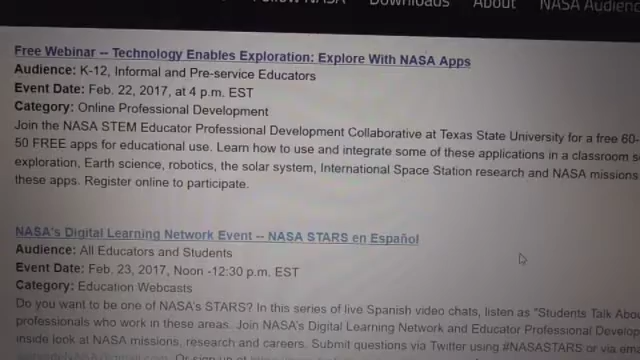 Follow NASA Downloads About NASA Audienc
Free Webinar -- Technology Enables Exploration: Explore With NASA Apps
Audience: K-12, Informal and Pre-service Educators
Event Date: Feb. 22, 2017, at 4 p.m. EST
Category: Online Professional Development
Join the NASA STEM Educator Professional Development Collaborative at Texas State University for a free 60-
50 FREE apps for educational use. Learn how to use and integrate some of these applications in a classroom s
exploration, Earth science, robotics, the solar system, International Space Station research and NASA missions
these apps. Register online to participate.
NASA's Digital Learning Network Event -- NASA STARS en Español
Audience: All Educators and Students
Event Date: Feb. 23, 2017, Noon -12:30 p.m. EST
Category: Education Webcasts
Do you want to be one of NASA's STARS? In this series of live Spanish video chats, listen as "Students Talk Abou
professionals who work in these areas. Join NASA's Digital Learning Network and Educator Professional Develop
inside look at NASA missions, research and careers. Submit questions via Twitter using #NASASTARS or via ema
Or sign up at